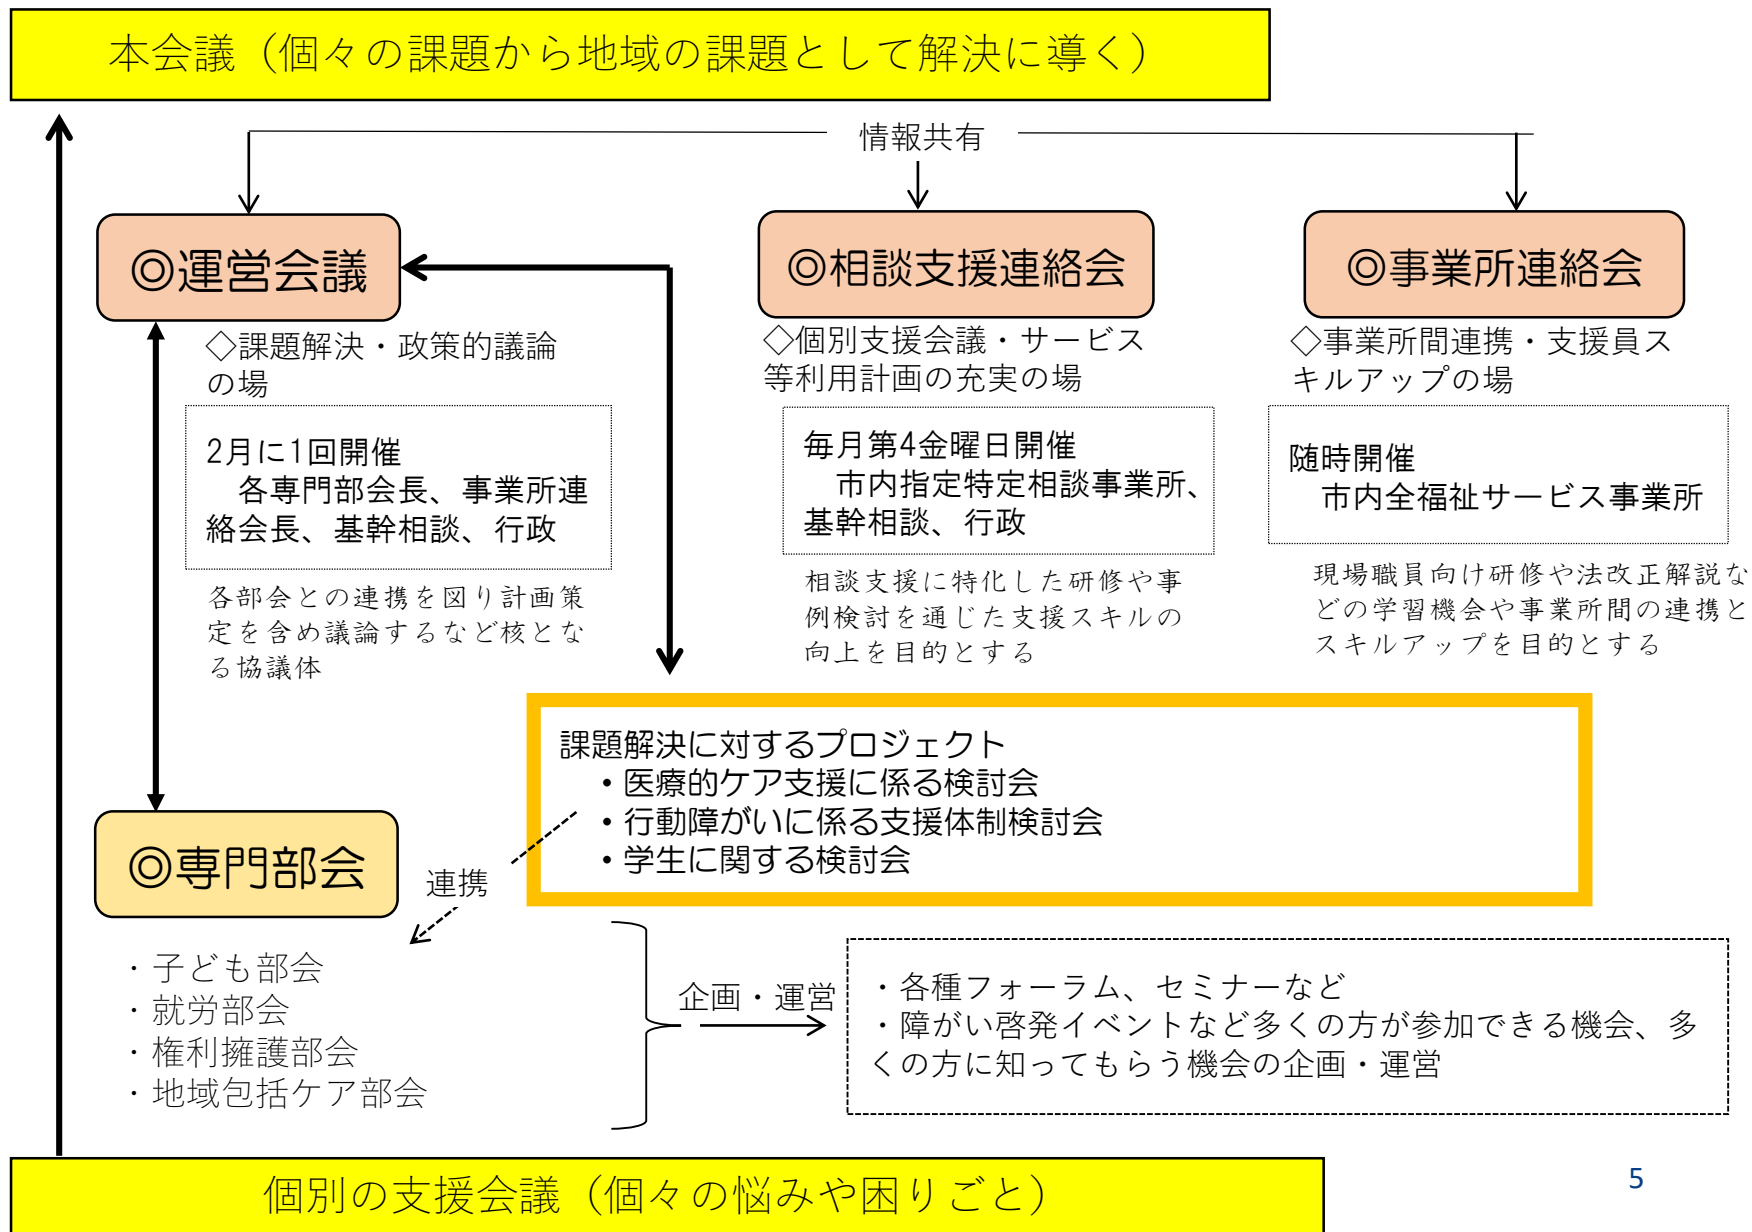 本会議（個々の課題から地域の課題として解決に導く）
情報共有
◎運営会議
◇課題解決・政策的議論
の場
2月に1回開催
各専門部会長、事業所連
絡会長、基幹相談、行政
各部会との連携を図り計画策
定を含め議論するなど核とな
る協議体
◎相談支援連絡会
◇個別支援会議・サービス
等利用計画の充実の場
毎月第4金曜日開催
市内指定特定相談事業所、
基幹相談、行政
相談支援に特化した研修や事
例検討を通じた支援スキルの
向上を目的とする
◎事業所連絡会
◇事業所間連携・支援員ス
キルアップの場
随時開催
市内全福祉サービス事業所
現場職員向け研修や法改正解説な
どの学習機会や事業所間の連携と
スキルアップを目的とする
課題解決に対するプロジェクト
・医療的ケア支援に係る検討会
・行動障がいに係る支援体制検討会
・学生に関する検討会
◎専門部会
連携
・子ども部会
・就労部会
・権利擁護部会
・地域包括ケア部会
企画・運営
・各種フォーラム、セミナーなど
・障がい啓発イベントなど多くの方が参加できる機会、多
くの方に知ってもらう機会の企画・運営
個別の支援会議（個々の悩みや困りごと）
5